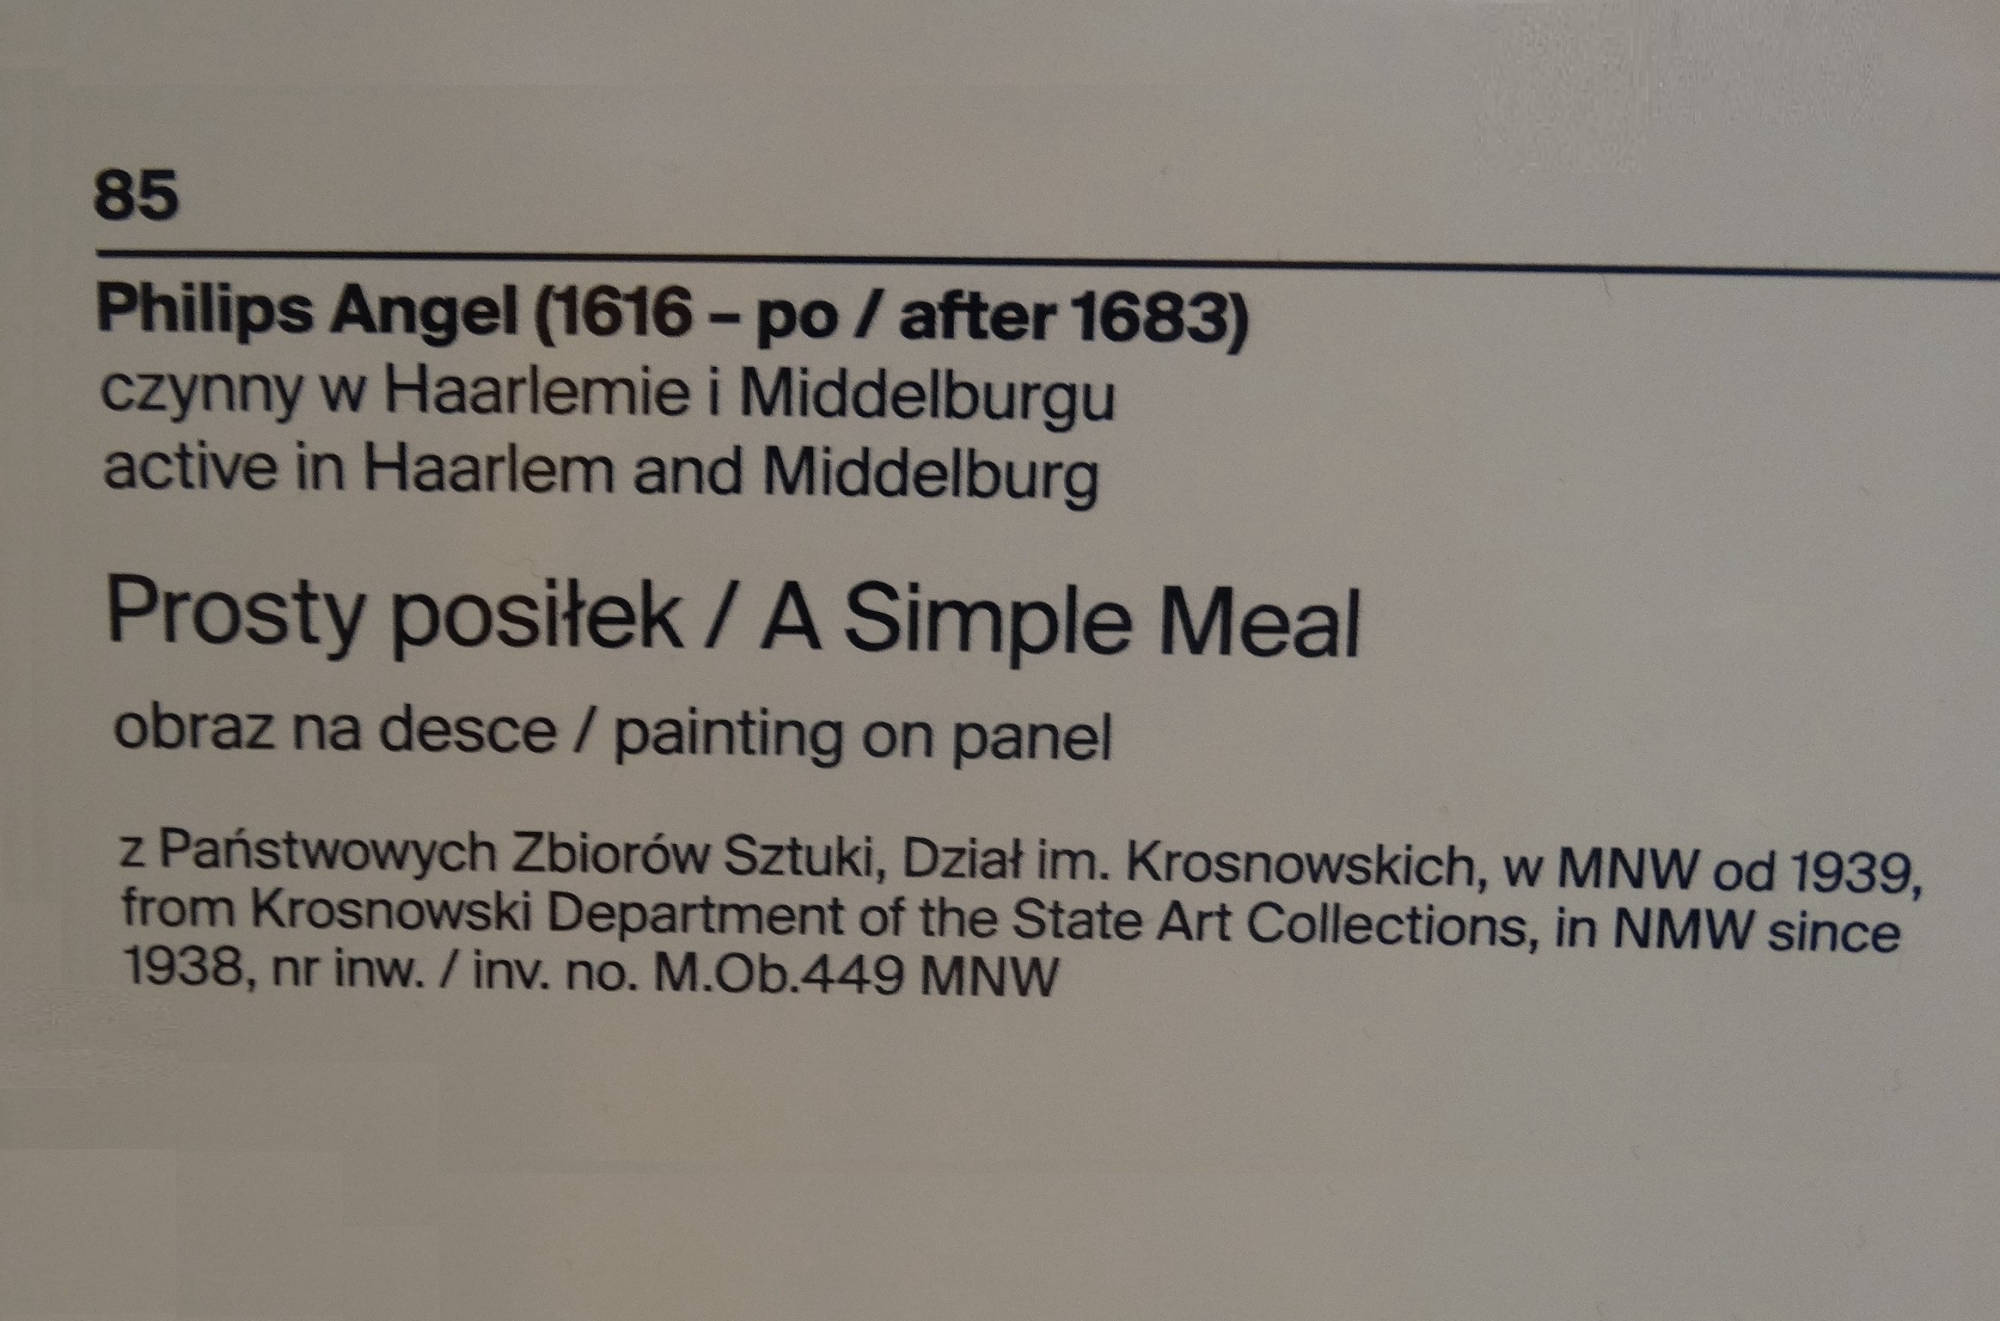 85
Philips Angel (1616 – po / after 1683)
czynny w Haarlemie i Middelburgu
active in Haarlem and Middelburg
Prosty posiłek / A Simple Meal
obraz na desce / painting on panel
z Państwowych Zbiorów Sztuki, Dział im. Krosnowskich, w MNW od 1939,
from Krosnowski Department of the State Art Collections, in NMW since
1938, nr inw. / inv. no. M.Ob.449 MNW